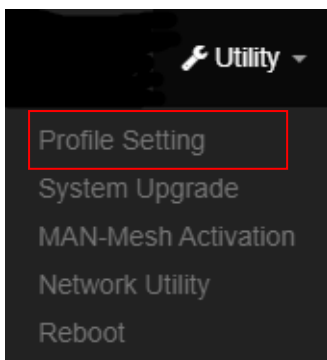 Utility
Profile Setting
System Upgrade
MAN-Mesh Activation
Network Utility
Reboot